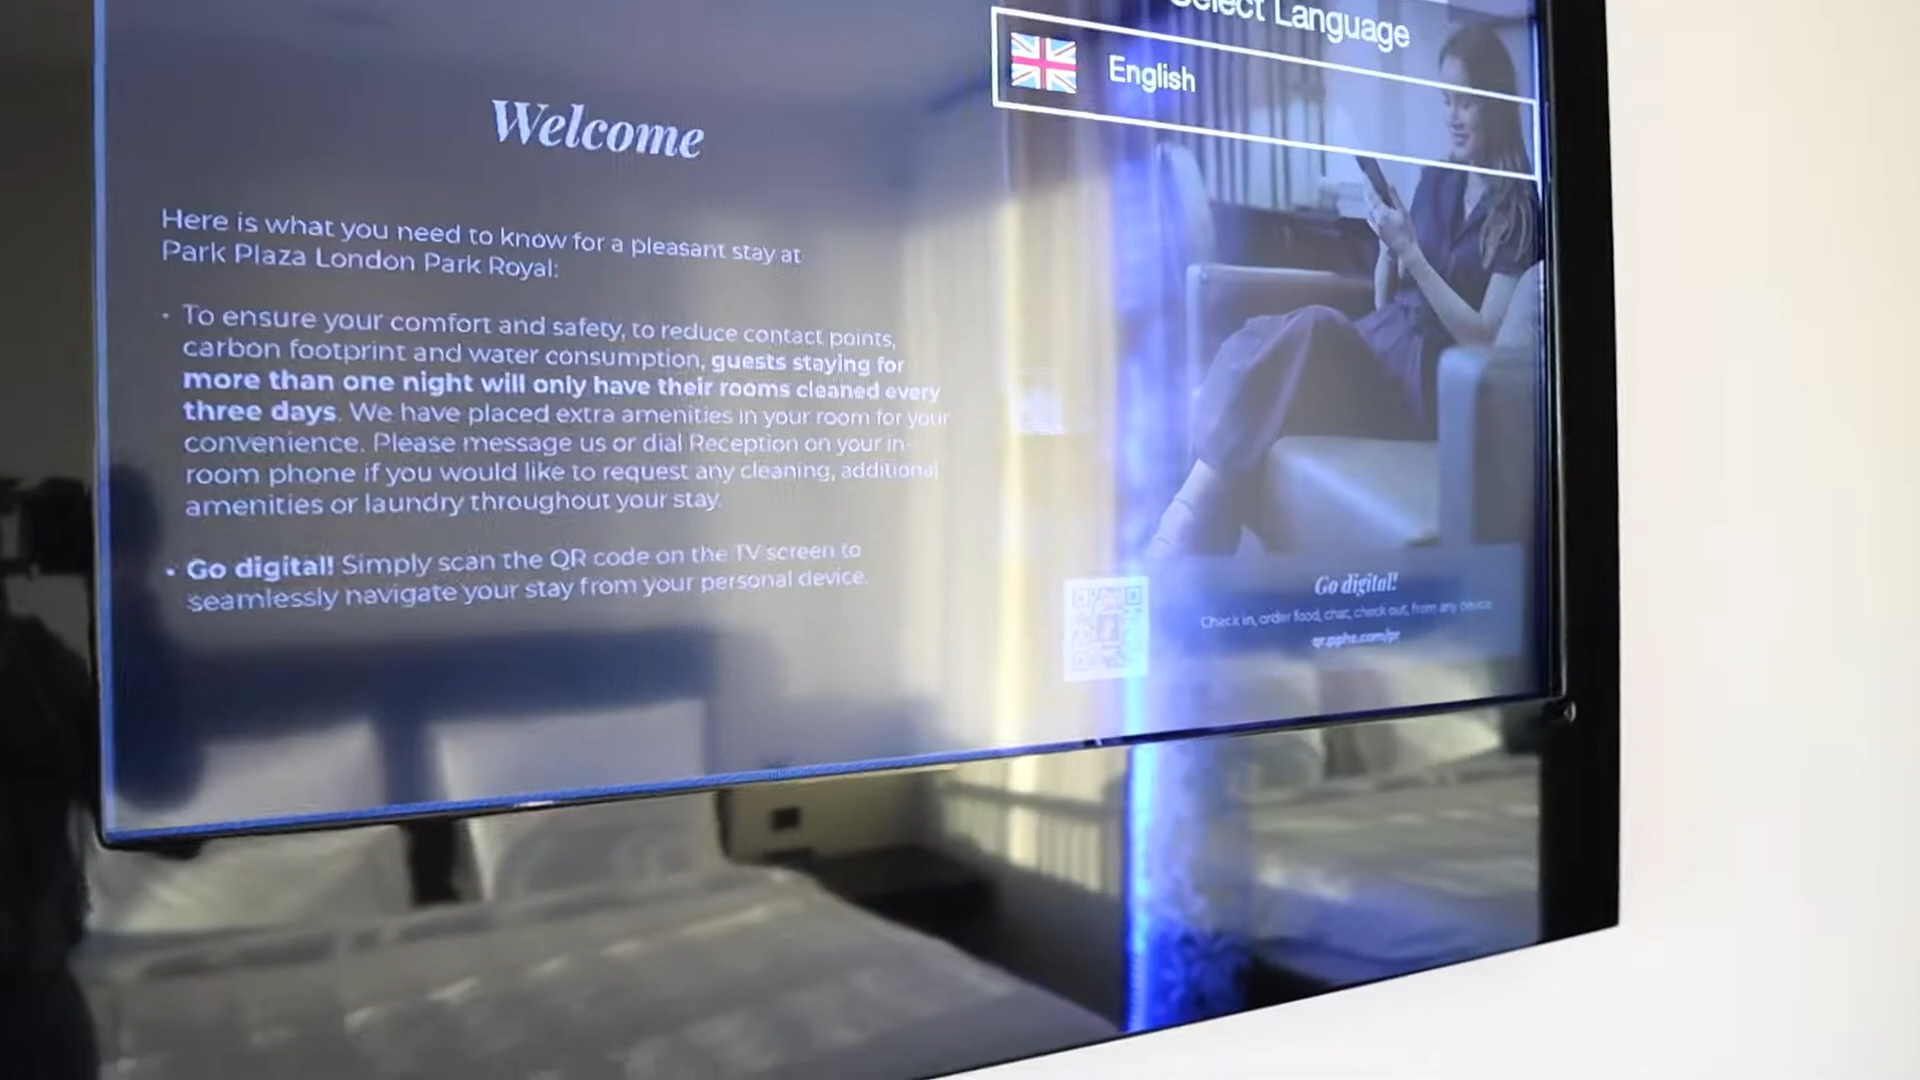 Select Language
English
Welcome
Here is what you need to know for a pleasant stay at
Park Plaza London Park Royal:
• To ensure your comfort and safety, to reduce contact points,
carbon footprint and water consumption, guests staying for
more than one night will only have their rooms cleaned every
three days. We have placed extra amenities in your room for your
convenience. Please message us or dial Reception on your in-
room phone if you would like to request any cleaning, additional
amenities or laundry throughout your stay.
• Go digital! Simply scan the QR code on the TV screen to
seamlessly navigate your stay from your personal device.
Go digital!
Check in, order food, chat, check out, from any device.
qr.pphe.com/pr